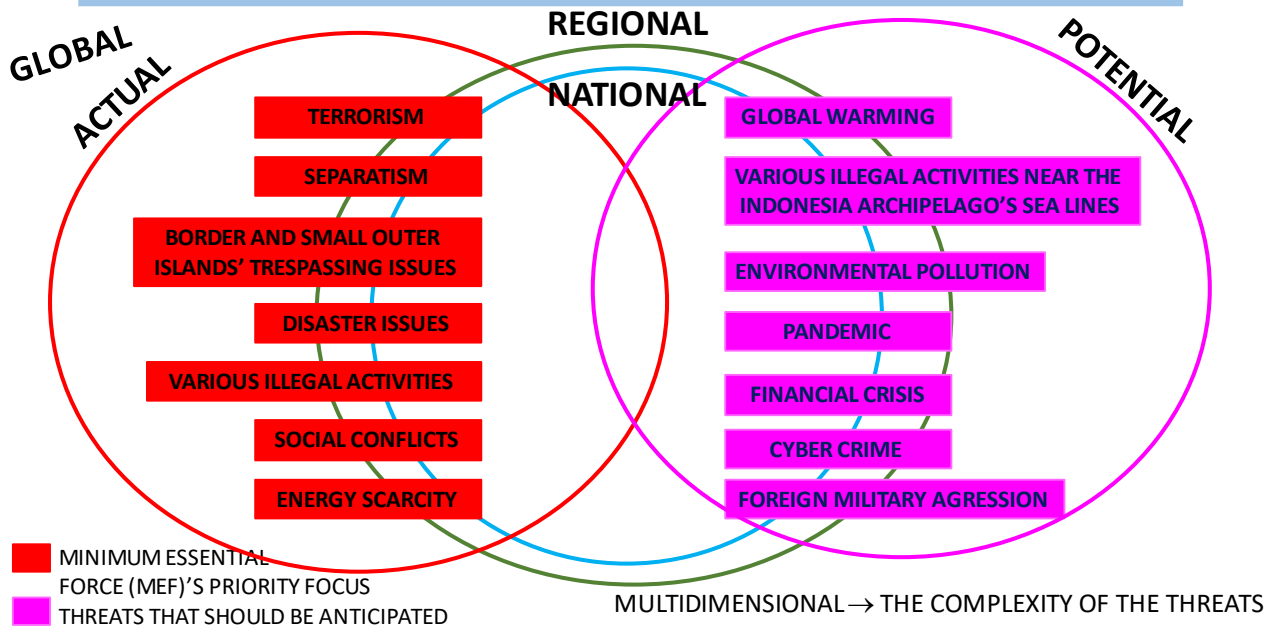 GLOBAL
ACTUAL
REGIONAL
NATIONAL
POTENTIAL
TERRORISM
SEPARATISM
BORDER AND SMALL OUTER
ISLANDS' TRESPASSING ISSUES
DISASTER ISSUES
VARIOUS ILLEGAL ACTIVITIES
SOCIAL CONFLICTS
ENERGY SCARCITY
GLOBAL WARMING
VARIOUS ILLEGAL ACTIVITIES NEAR THE
INDONESIA ARCHIPELAGO'S SEA LINES
ENVIRONMENTAL POLLUTION
PANDEMIC
FINANCIAL CRISIS
CYBER CRIME
FOREIGN MILITARY AGRESSION
MINIMUM ESSENTIAL
FORCE (MEF)'S PRIORITY FOCUS
THREATS THAT SHOULD BE ANTICIPATED
MULTIDIMENSIONAL → THE COMPLEXITY OF THE THREATS